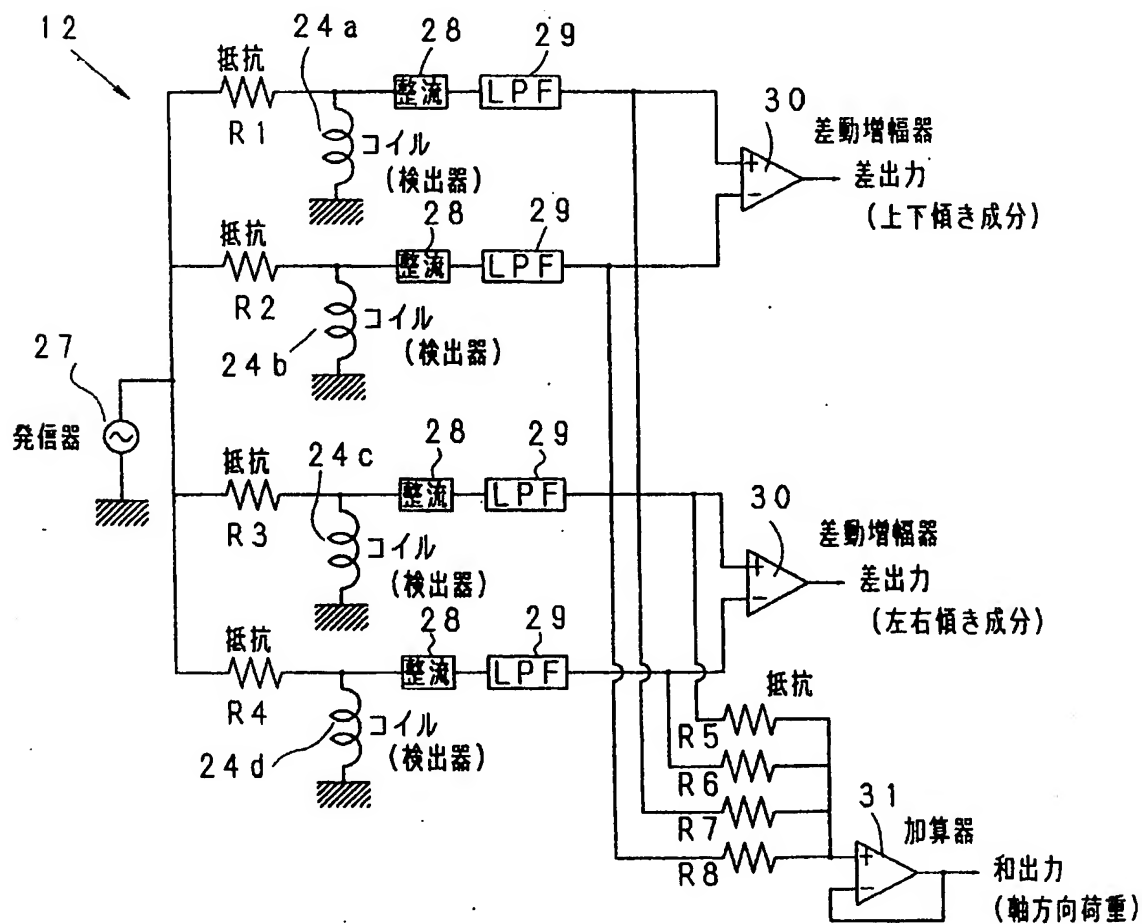 12
抵抗
24a
28
29
整流
LPF
R1
コイル
(検出器)
30
差動増幅器
+
-
差出力
(上下傾き成分)
抵抗
28
29
整流
LPF
R2
コイル
(検出器)
24b
27
発信器
抵抗
24c
28
29
整流
LPF
R3
コイル
(検出器)
30
差動増幅器
+
-
差出力
(左右傾き成分)
抵抗
28
29
整流
LPF
R4
コイル
(検出器)
24d
抵抗
R5
R6
R7
R8
31
加算器
+
-
和出力
(軸方向荷重)